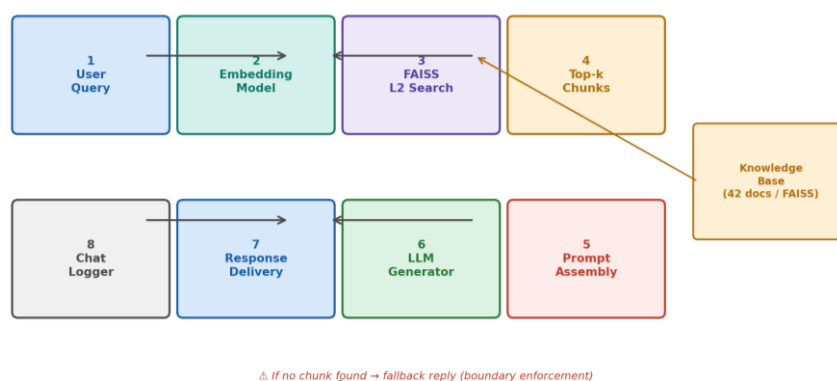 1
User
Query
2
Embedding
Model
3
FAISS
L2 Search
4
Top-k
Chunks
Knowledge
Base
(42 docs / FAISS)
8
Chat
Logger
7
Response
Delivery
6
LLM
Generator
5
Prompt
Assembly
⚠ If no chunk found → fallback reply (boundary enforcement)